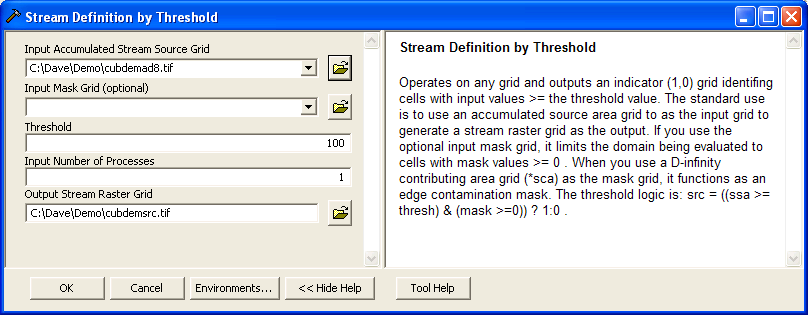 Stream Definition by Threshold
Input Accumulated Stream Source Grid
C:\Dave\Demo\cubdemad8.tif
Input Mask Grid (optional)
Threshold
100
Input Number of Processes
1
Output Stream Raster Grid
C:\Dave\Demo\cubdemsrc.tif
Stream Definition by Threshold
Operates on any grid and outputs an indicator (1,0) grid identifing
cells with input values >= the threshold value. The standard use
is to use an accumulated source area grid to as the input grid to
generate a stream raster grid as the output. If you use the
optional input mask grid, it limits the domain being evaluated to
cells with mask values >= 0 . When you use a D-infinity
contributing area grid (*sca) as the mask grid, it functions as an
edge contamination mask. The threshold logic is: src = ((ssa >=
thresh) & (mask >=0)) ? 1:0 .
OK
Cancel
Environments...
<< Hide Help
Tool Help